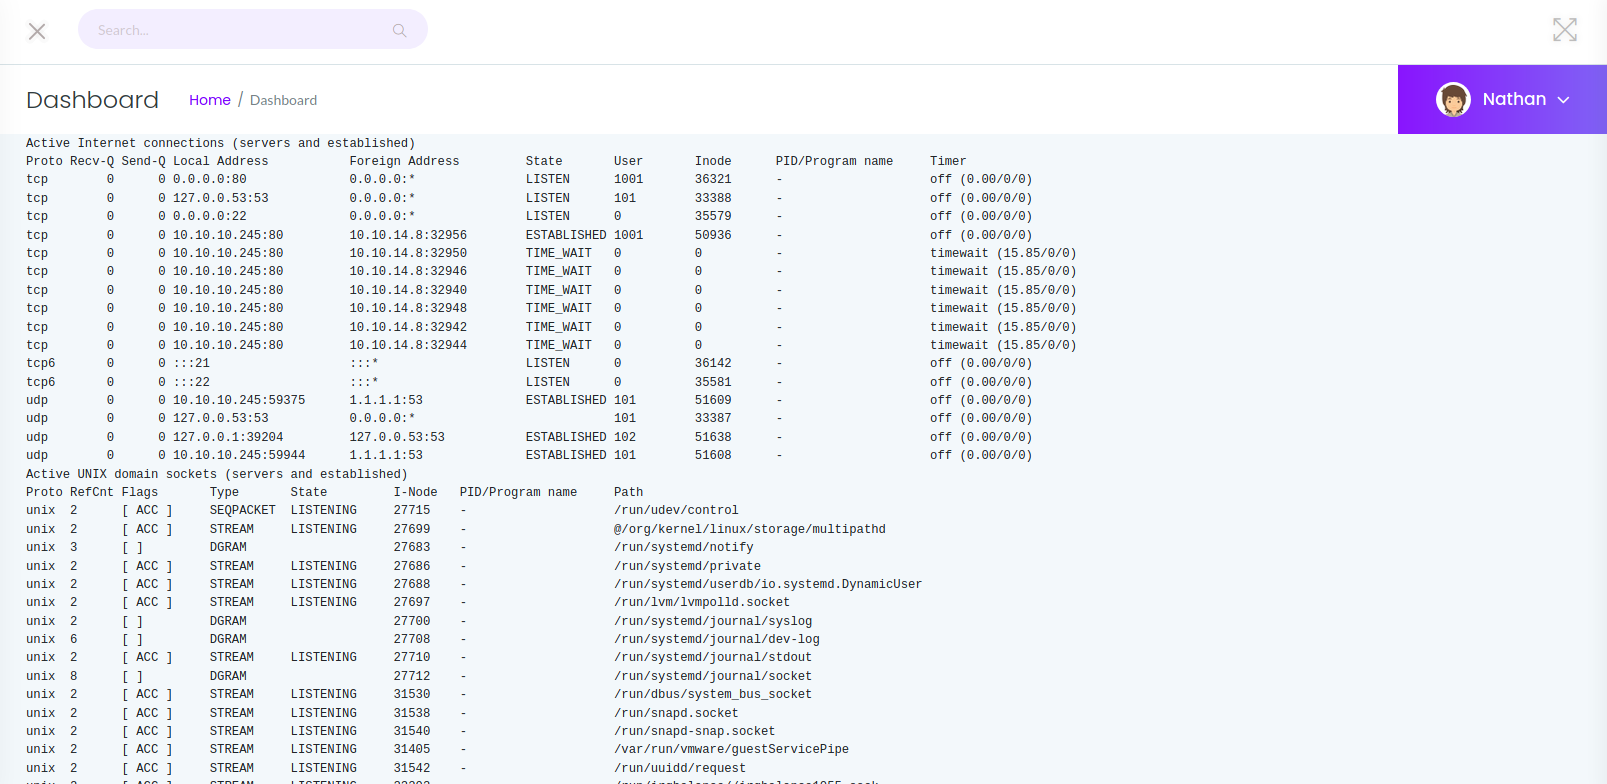 Search...
Dashboard Home / Dashboard Nathan
Active Internet connections (servers and established)
Proto Recv-Q Send-Q Local Address           Foreign Address         State       User       Inode      PID/Program name     Timer
tcp        0      0 0.0.0.0:80              0.0.0.0:*               LISTEN      1001       36321      -                    off (0.00/0/0)
tcp        0      0 127.0.0.53:53           0.0.0.0:*               LISTEN      101        33388      -                    off (0.00/0/0)
tcp        0      0 0.0.0.0:22              0.0.0.0:*               LISTEN      0          35579      -                    off (0.00/0/0)
tcp        0      0 10.10.10.245:80         10.10.14.8:32956        ESTABLISHED 1001       50936      -                    off (0.00/0/0)
tcp        0      0 10.10.10.245:80         10.10.14.8:32950        TIME_WAIT   0          0          -                    timewait (15.85/0/0)
tcp        0      0 10.10.10.245:80         10.10.14.8:32946        TIME_WAIT   0          0          -                    timewait (15.85/0/0)
tcp        0      0 10.10.10.245:80         10.10.14.8:32940        TIME_WAIT   0          0          -                    timewait (15.85/0/0)
tcp        0      0 10.10.10.245:80         10.10.14.8:32948        TIME_WAIT   0          0          -                    timewait (15.85/0/0)
tcp        0      0 10.10.10.245:80         10.10.14.8:32942        TIME_WAIT   0          0          -                    timewait (15.85/0/0)
tcp        0      0 10.10.10.245:80         10.10.14.8:32944        TIME_WAIT   0          0          -                    timewait (15.85/0/0)
tcp6       0      0 :::21                   :::*                    LISTEN      0          36142      -                    off (0.00/0/0)
tcp6       0      0 :::22                   :::*                    LISTEN      0          35581      -                    off (0.00/0/0)
udp        0      0 10.10.10.245:59375      1.1.1.1:53              ESTABLISHED 101        51609      -                    off (0.00/0/0)
udp        0      0 127.0.0.53:53           0.0.0.0:*                           101        33387      -                    off (0.00/0/0)
udp        0      0 127.0.0.1:39204         127.0.0.53:53           ESTABLISHED 102        51638      -                    off (0.00/0/0)
udp        0      0 10.10.10.245:59944      1.1.1.1:53              ESTABLISHED 101        51608      -                    off (0.00/0/0)
Active UNIX domain sockets (servers and established)
Proto RefCnt Flags       Type       State         I-Node   PID/Program name     Path
unix  2      [ ACC ]     SEQPACKET  LISTENING     27715    -                    /run/udev/control
unix  2      [ ACC ]     STREAM     LISTENING     27699    -                    @/org/kernel/linux/storage/multipathd
unix  3      [ ]         DGRAM                    27683    -                    /run/systemd/notify
unix  2      [ ACC ]     STREAM     LISTENING     27686    -                    /run/systemd/private
unix  2      [ ACC ]     STREAM     LISTENING     27688    -                    /run/systemd/userdb/io.systemd.DynamicUser
unix  2      [ ACC ]     STREAM     LISTENING     27697    -                    /run/lvm/lvmpolld.socket
unix  2      [ ]         DGRAM                    27700    -                    /run/systemd/journal/syslog
unix  6      [ ]         DGRAM                    27708    -                    /run/systemd/journal/dev-log
unix  2      [ ACC ]     STREAM     LISTENING     27710    -                    /run/systemd/journal/stdout
unix  8      [ ]         DGRAM                    27712    -                    /run/systemd/journal/socket
unix  2      [ ACC ]     STREAM     LISTENING     31530    -                    /run/dbus/system_bus_socket
unix  2      [ ACC ]     STREAM     LISTENING     31538    -                    /run/snapd.socket
unix  2      [ ACC ]     STREAM     LISTENING     31540    -                    /run/snapd-snap.socket
unix  2      [ ACC ]     STREAM     LISTENING     31405    -                    /var/run/vmware/guestServicePipe
unix  2      [ ACC ]     STREAM     LISTENING     31542    -                    /run/uuidd/request